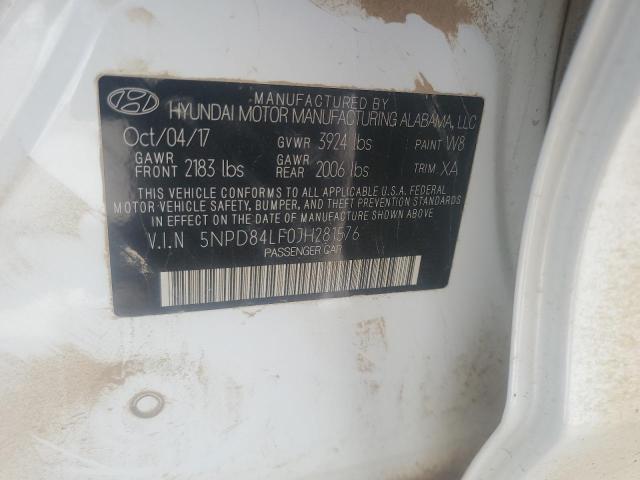 MANUFACTURED BY
HYUNDAI MOTOR MANUFACTURING ALABAMA, LLC
Oct/04/17 GVWR 3924 lbs PAINT W8
GAWR FRONT 2183 lbs GAWR REAR 2006 lbs TRIM XA
THIS VEHICLE CONFORMS TO ALL APPLICABLE U.S.A. FEDERAL
MOTOR VEHICLE SAFETY, BUMPER, AND THEFT PREVENTION STANDARDS
IN EFFECT ON THE DATE OF MANUFACTURE SHOWN ABOVE.
V.I.N 5NPD84LF0JH281576
PASSENGER CAR